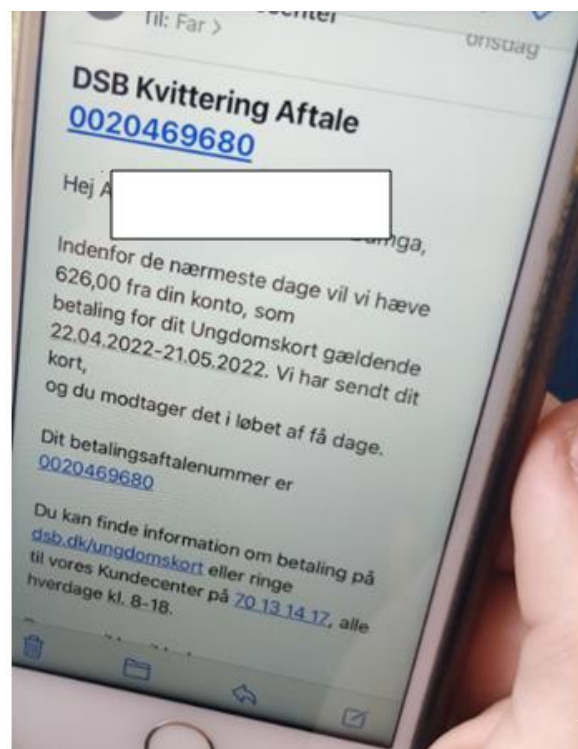 Til: Far >
onsdag
DSB Kvittering Aftale
0020469680
Hej
Indenfor de nærmeste dage vil vi hæve
626,00 fra din konto, som
betaling for dit Ungdomskort gældende
22.04.2022-21.05.2022. Vi har sendt dit
kort,
og du modtager det i løbet af få dage.
Dit betalingsaftalenummer er
0020469680
Du kan finde information om betaling på
dsb.dk/ungdomskort eller ringe
til vores Kundecenter på 70 13 14 17, alle
hverdage kl. 8-18.